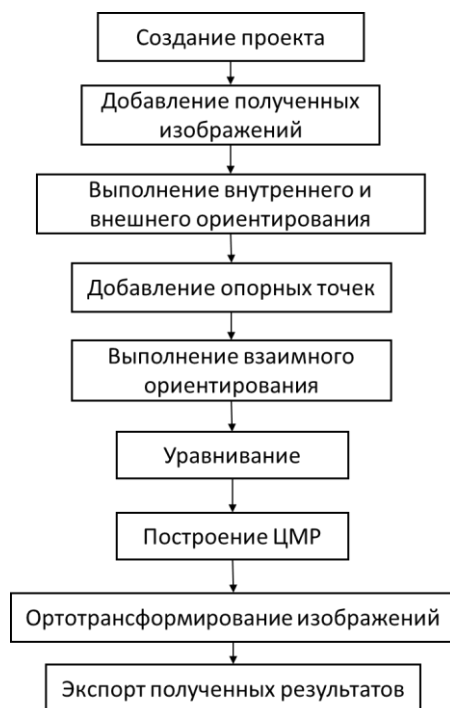 Создание проекта
Добавление полученных
изображений
Выполнение внутреннего и
внешнего ориентирования
Добавление опорных точек
Выполнение взаимного
ориентирования
Уравнивание
Построение ЦМР
Ортотрансформирование изображений
Экспорт полученных результатов